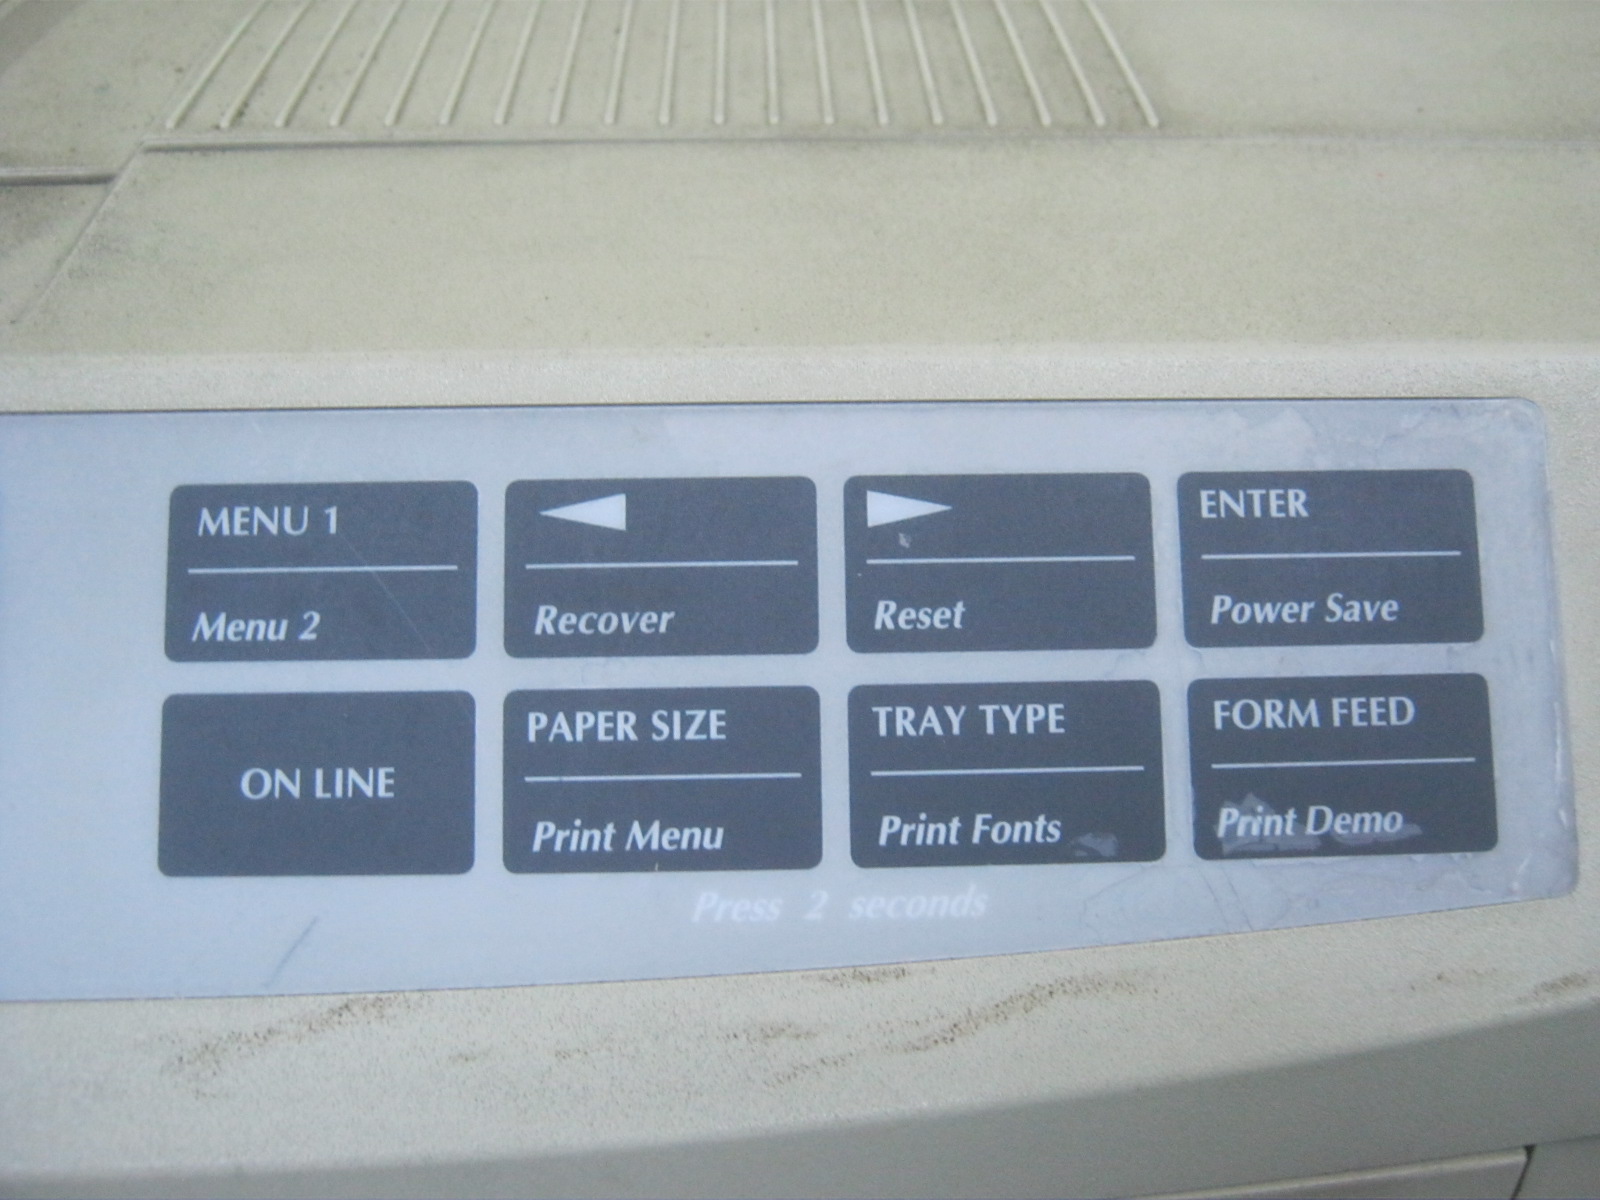 MENU 1
Menu 2
Recover
Reset
ENTER
Power Save
ON LINE
PAPER SIZE
Print Menu
TRAY TYPE
Print Fonts
FORM FEED
Print Demo
Press 2 seconds